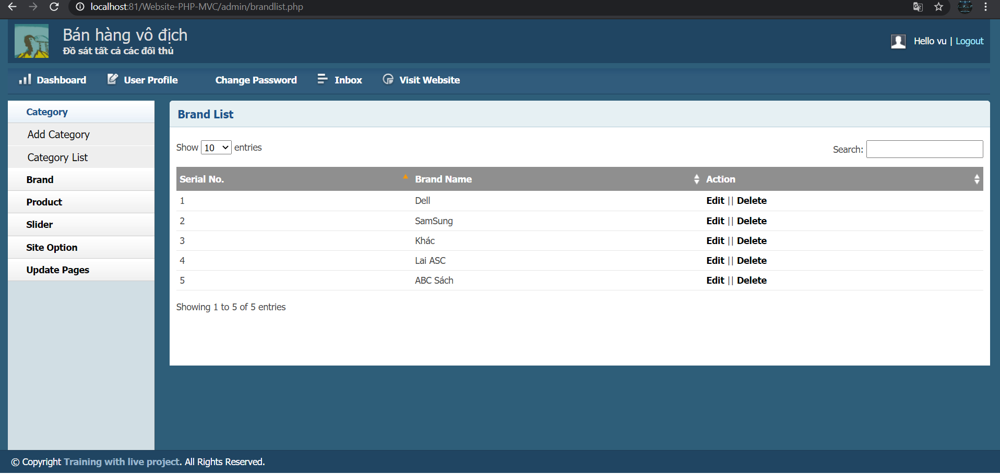 localhost:81/Website-PHP-MVC/admin/brandlist.php
Bán hàng vô địch
Đồ sát tất cả các đối thủ
Hello vu | Logout
Dashboard User Profile Change Password Inbox Visit Website
Category
Add Category
Category List
Brand
Product
Slider
Site Option
Update Pages
Brand List
Show 10 entries
Search:
Serial No. Brand Name Action
1 Dell Edit || Delete
2 SamSung Edit || Delete
3 Khác Edit || Delete
4 Lai ASC Edit || Delete
5 ABC Sách Edit || Delete
Showing 1 to 5 of 5 entries
© Copyright Training with live project. All Rights Reserved.